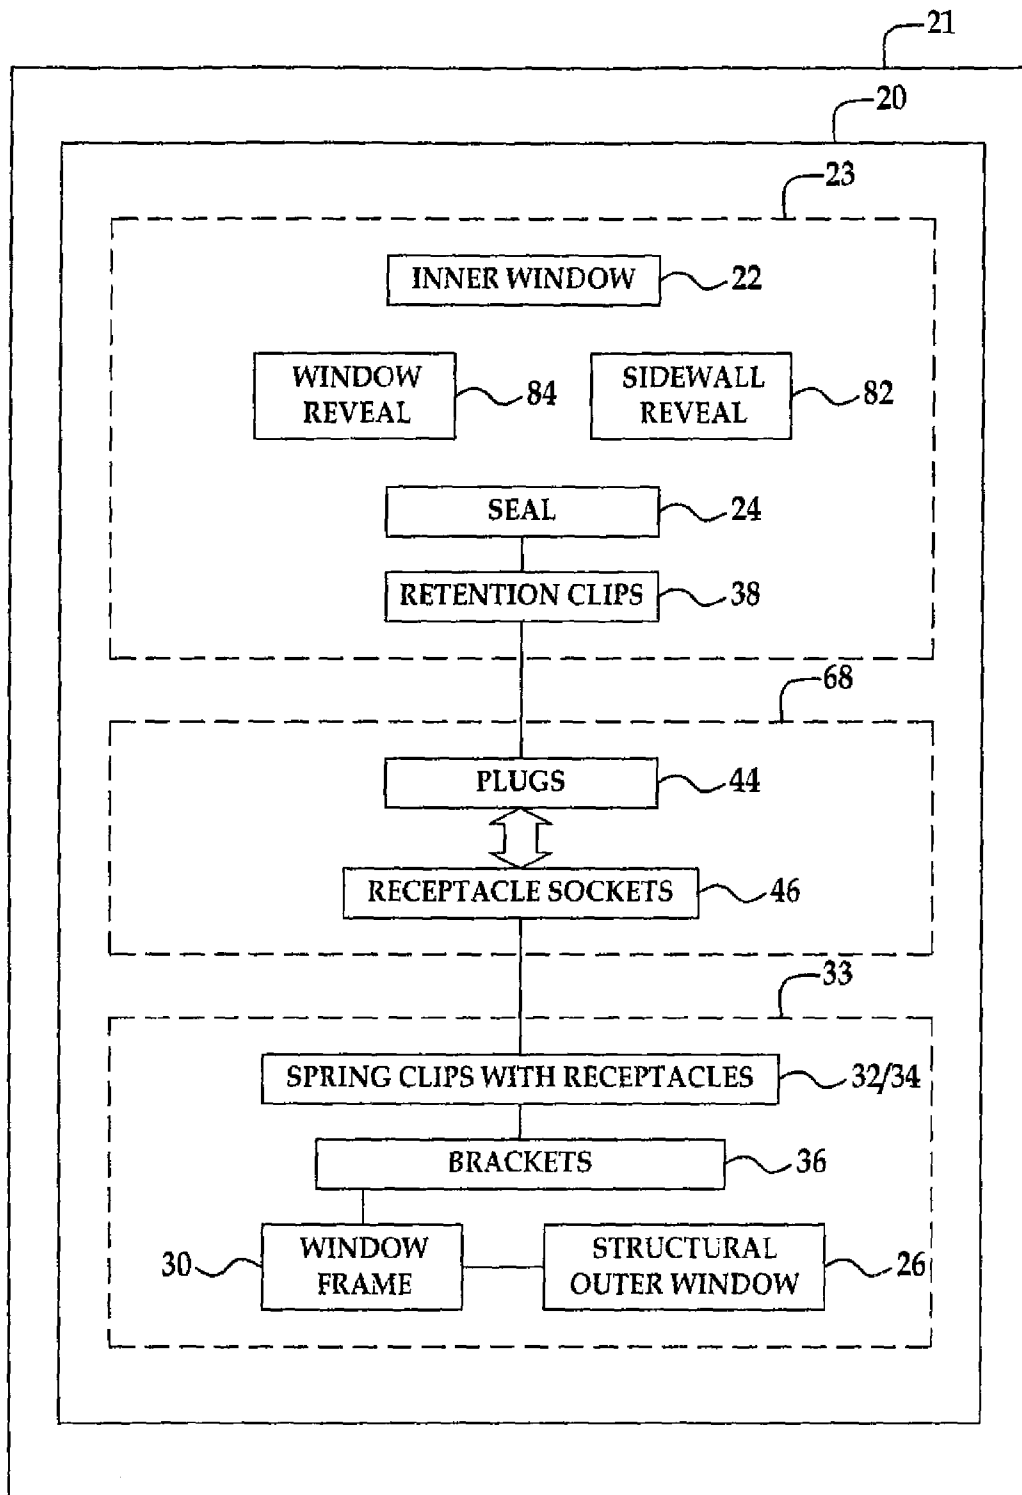 21
20
23
INNER WINDOW
22
WINDOW
REVEAL
84
SIDEWALL
REVEAL
82
SEAL
24
RETENTION CLIPS
38
68
PLUGS
44
RECEPTACLE SOCKETS
46
33
SPRING CLIPS WITH RECEPTACLES
32/34
BRACKETS
36
30
WINDOW
FRAME
STRUCTURAL
OUTER WINDOW
26